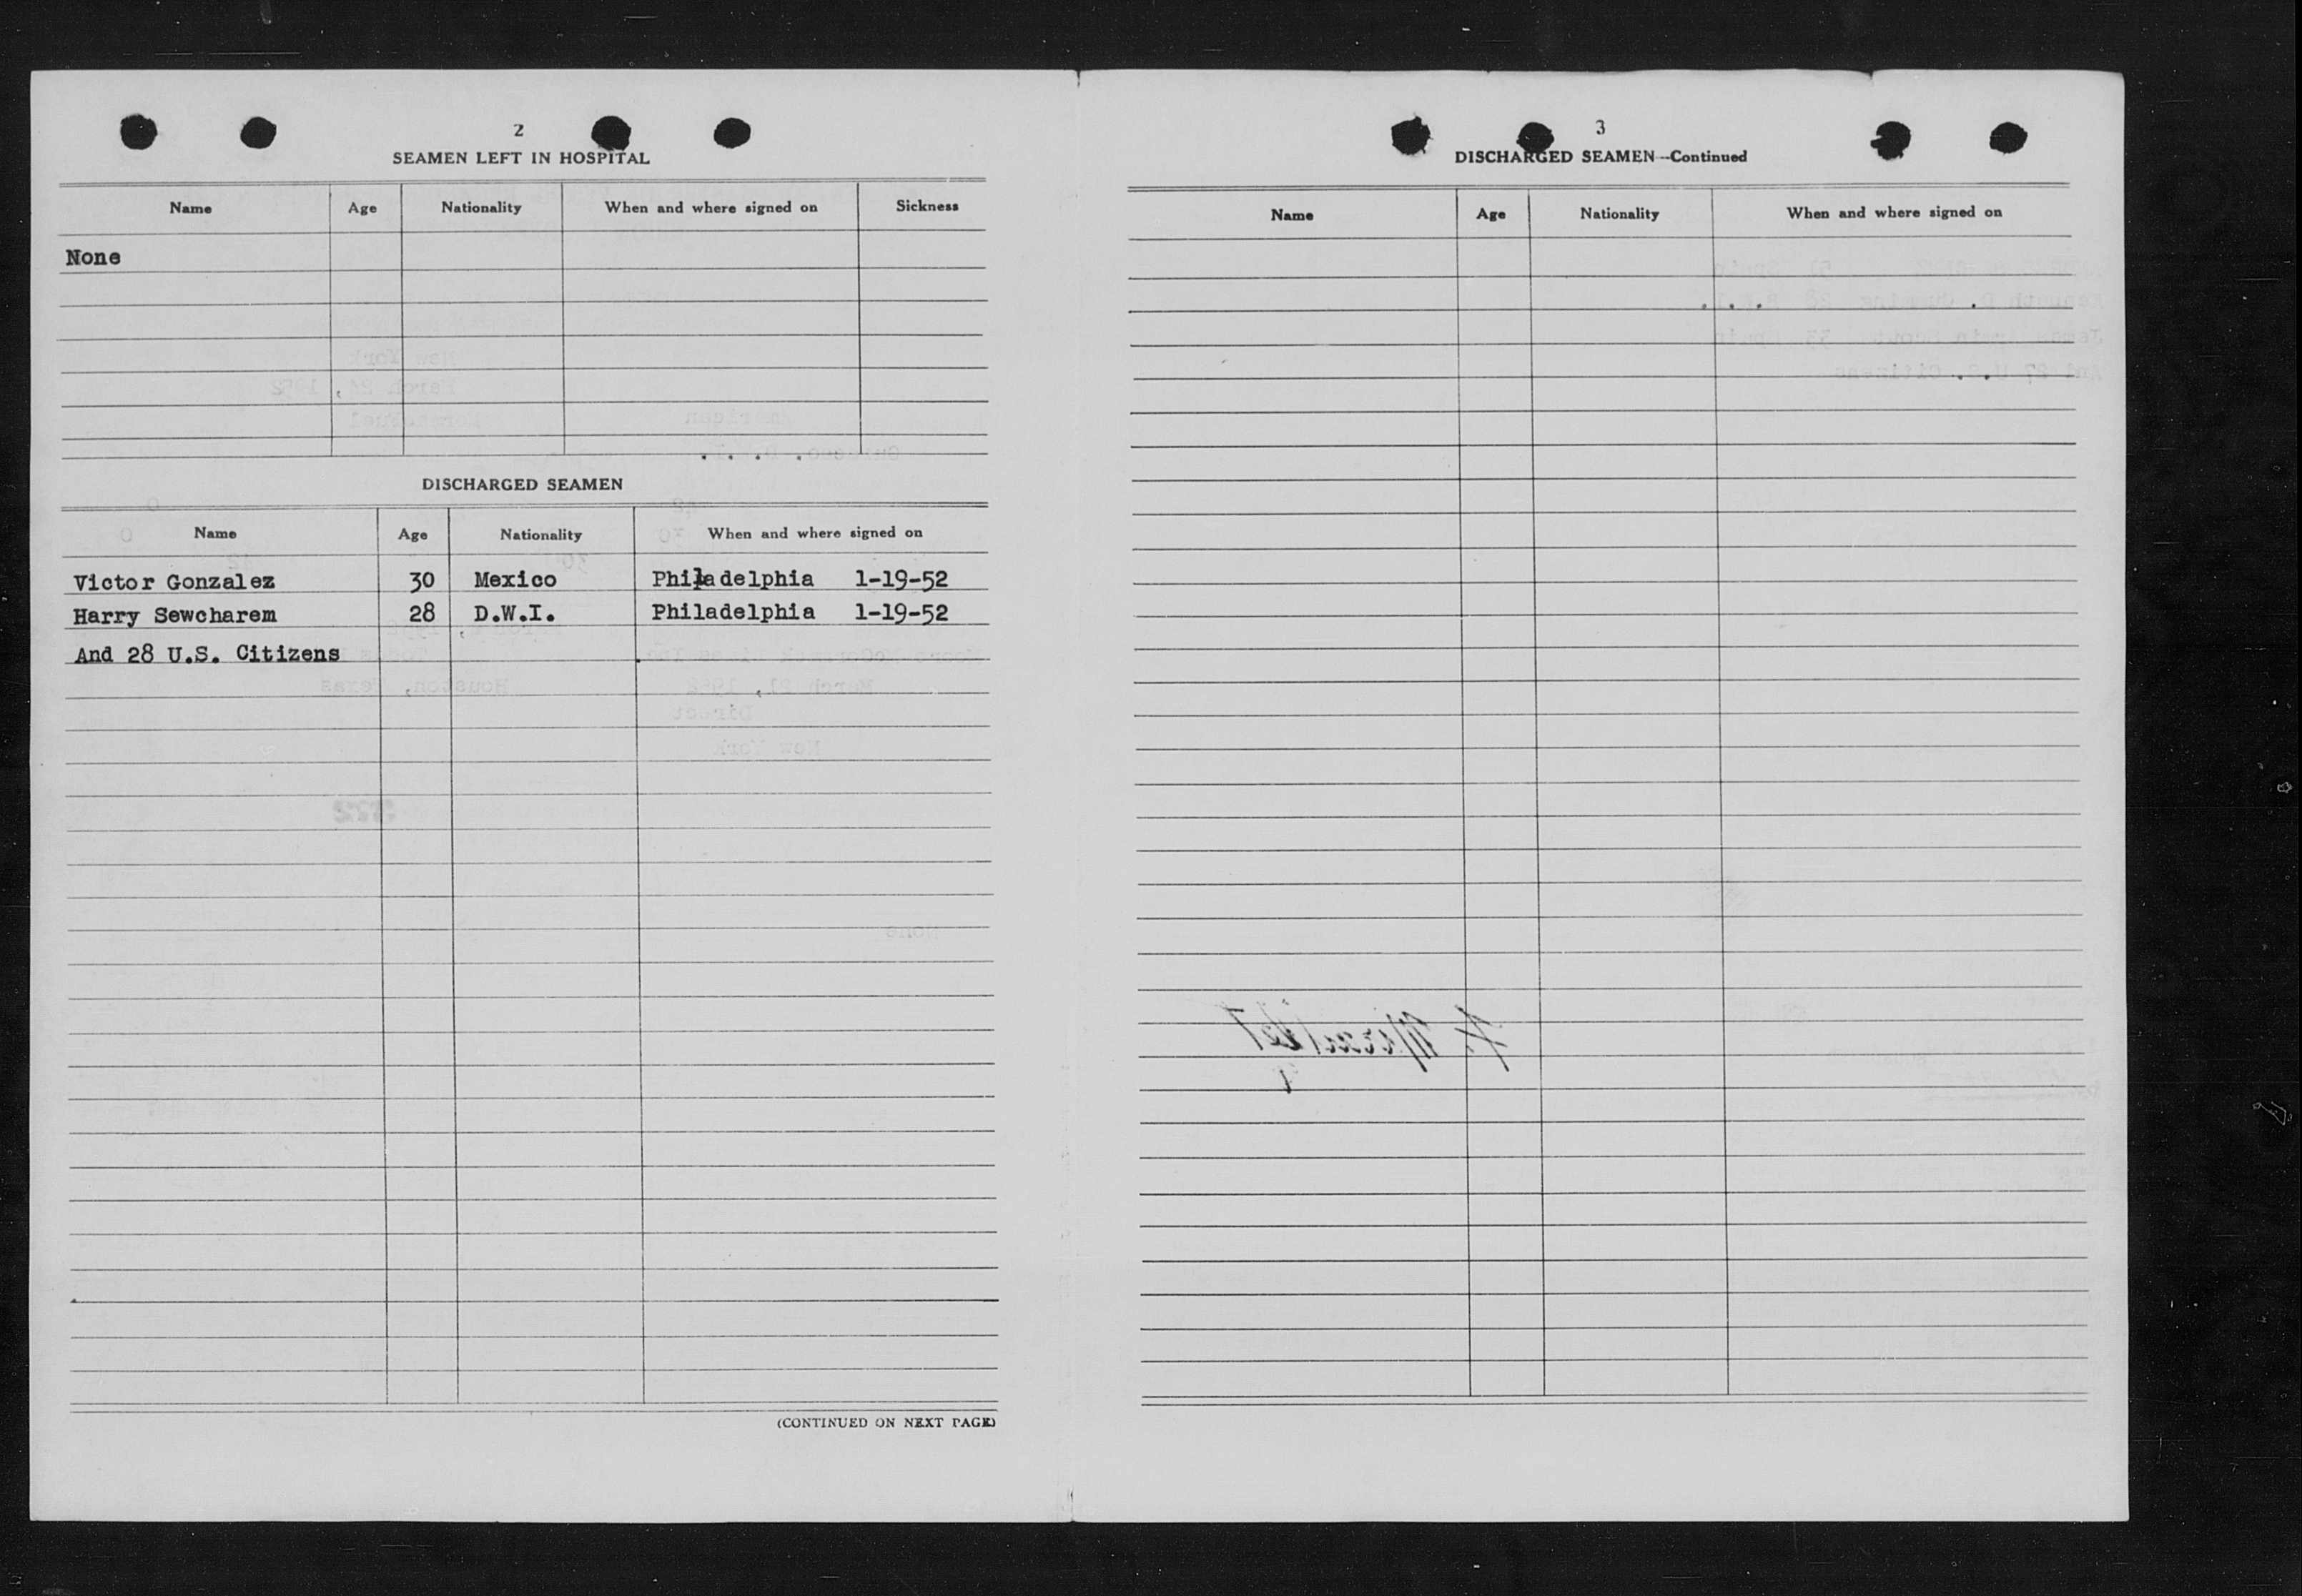 2
SEAMEN LEFT IN HOSPITAL
Name Age Nationality When and where signed on Sickness
None
DISCHARGED SEAMEN
Name Age Nationality When and where signed on
Victor Gonzalez 30 Mexico Philadelphia 1-19-52
Harry Sewcharem 28 D.W.I. Philadelphia 1-19-52
And 28 U.S. Citizens
(CONTINUED ON NEXT PAGE)
3
DISCHARGED SEAMEN—Continued
Name Age Nationality When and where signed on